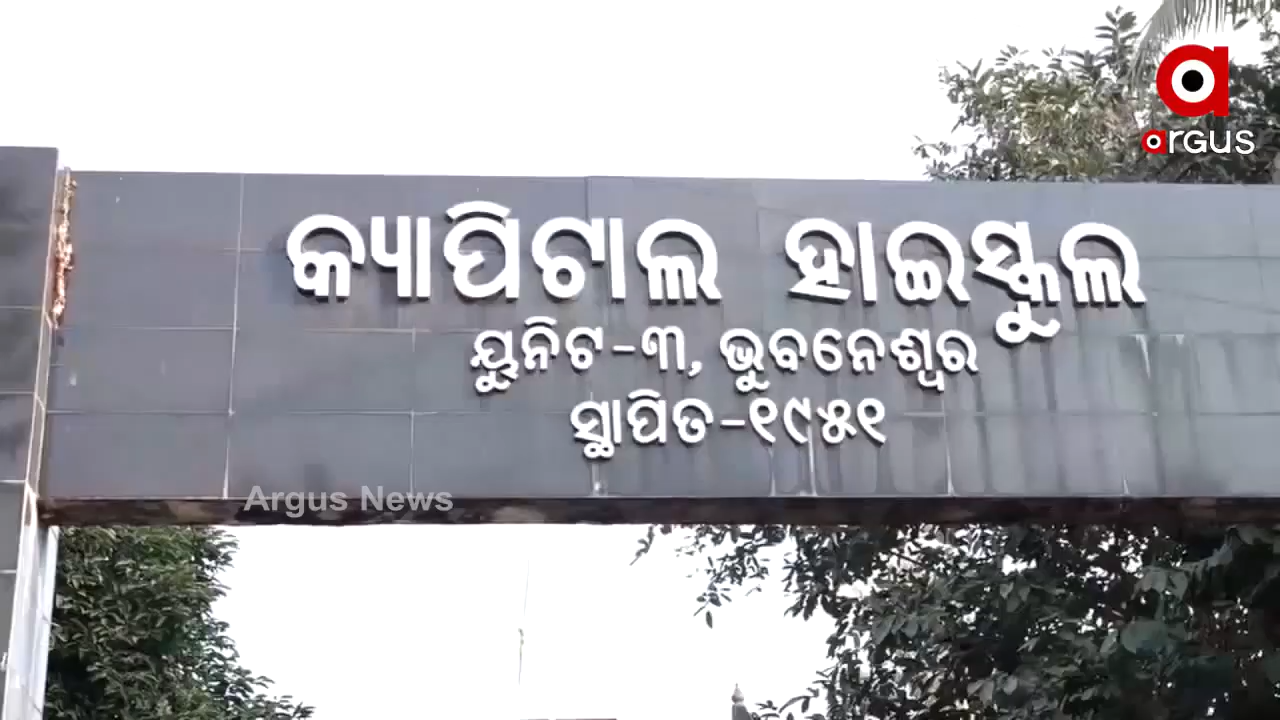 argus
କ୍ୟାପିଟାଲ ହାଇସ୍କୁଲ
ୟୁନିଟ-୩, ଭୁବନେଶ୍ୱର
ସ୍ଥାପିତ-୧୯୫୧
Argus News